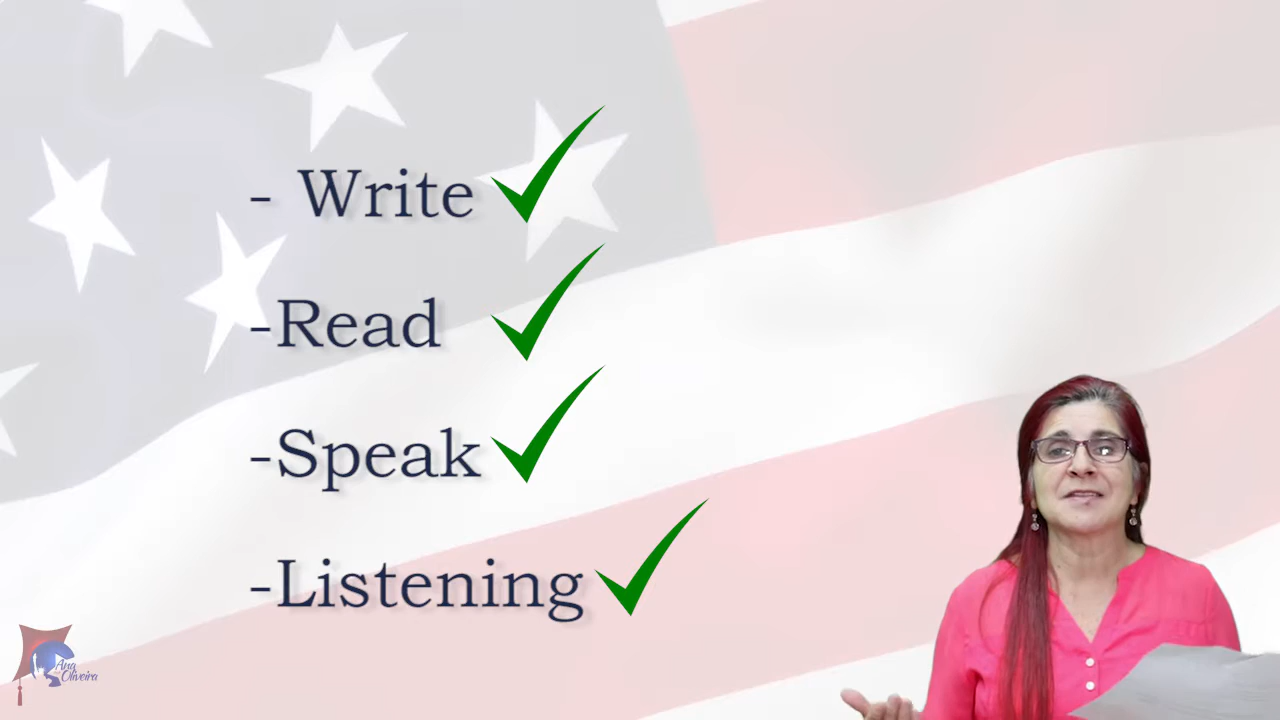 - Write
-Read
-Speak
-Listening
Ana
Oliveira